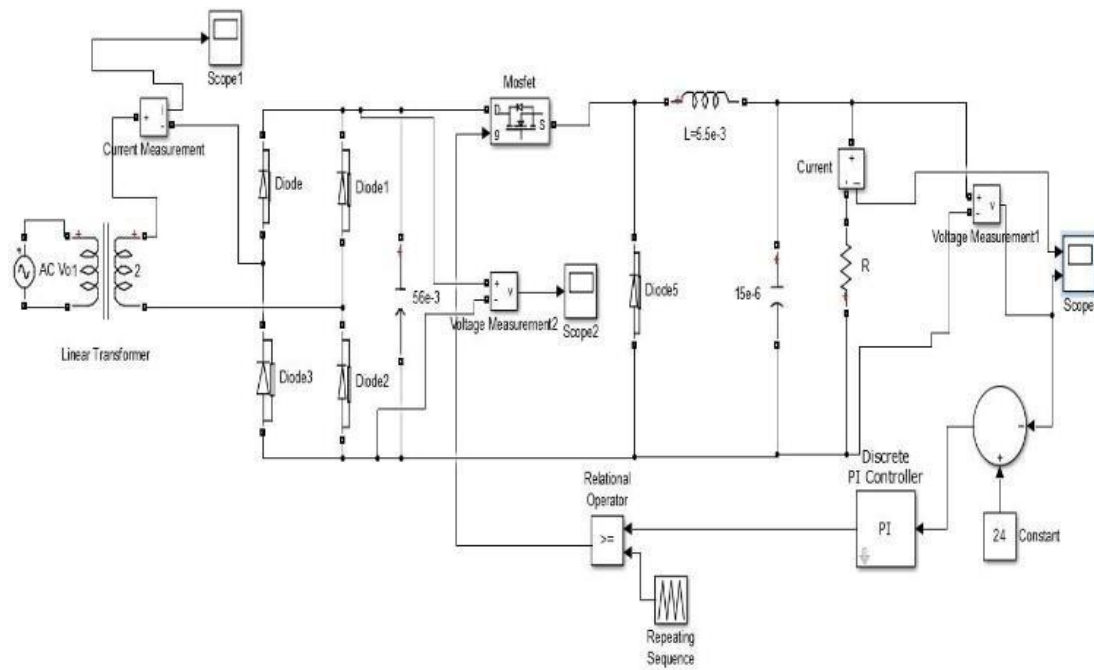 Scope1
Mosfet
D
S
g
+
i
-
Current Measurement
Diode
Diode1
L=5.5e-3
Current
+
-
i
+
v
-
Voltage Measurement1
AC Vo1
2
Linear Transformer
56e-3
+
v
-
Voltage Measurement2
Scope2
Diode5
15e-6
R
Scope
Diode3
Diode2
Discrete
PI Controller
PI
-
+
24
Constant
Relational
Operator
>=
Repeating
Sequence